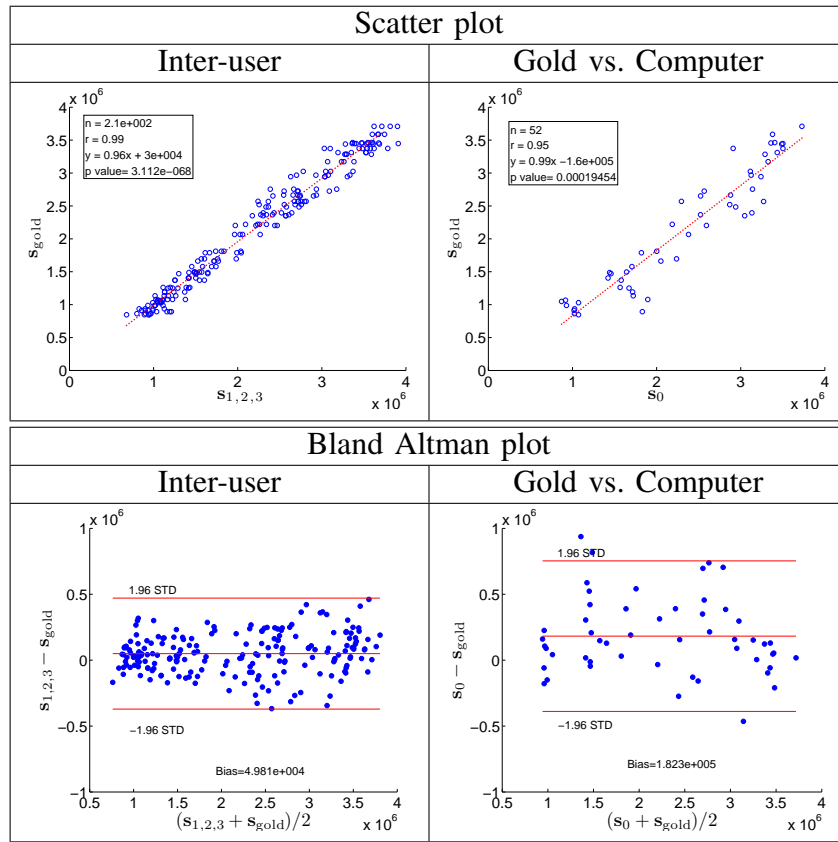 Scatter plot
Inter-user
Gold vs. Computer
x 10^6
4
3.5
3
2.5
2
1.5
1
0.5
0
s_gold
n = 2.1e+002
r = 0.99
y = 0.96x + 3e+004
p value= 3.112e−068
0 1 2 3 4
s_{1,2,3}
x 10^6
x 10^6
4
3.5
3
2.5
2
1.5
1
0.5
0
s_gold
n = 52
r = 0.95
y = 0.99x −1.6e+005
p value= 0.00019454
0 1 2 3 4
s_0
x 10^6
Bland Altman plot
Inter-user
Gold vs. Computer
x 10^6
1
0.5
0
−0.5
−1
s_{1,2,3} − s_gold
1.96 STD
−1.96 STD
Bias=4.981e+004
0.5 1 1.5 2 2.5 3 3.5 4
(s_{1,2,3} + s_gold)/2
x 10^6
x 10^6
1
0.5
0
−0.5
−1
s_0 − s_gold
1.96 STD
−1.96 STD
Bias=1.823e+005
0.5 1 1.5 2 2.5 3 3.5 4
(s_0 + s_gold)/2
x 10^6